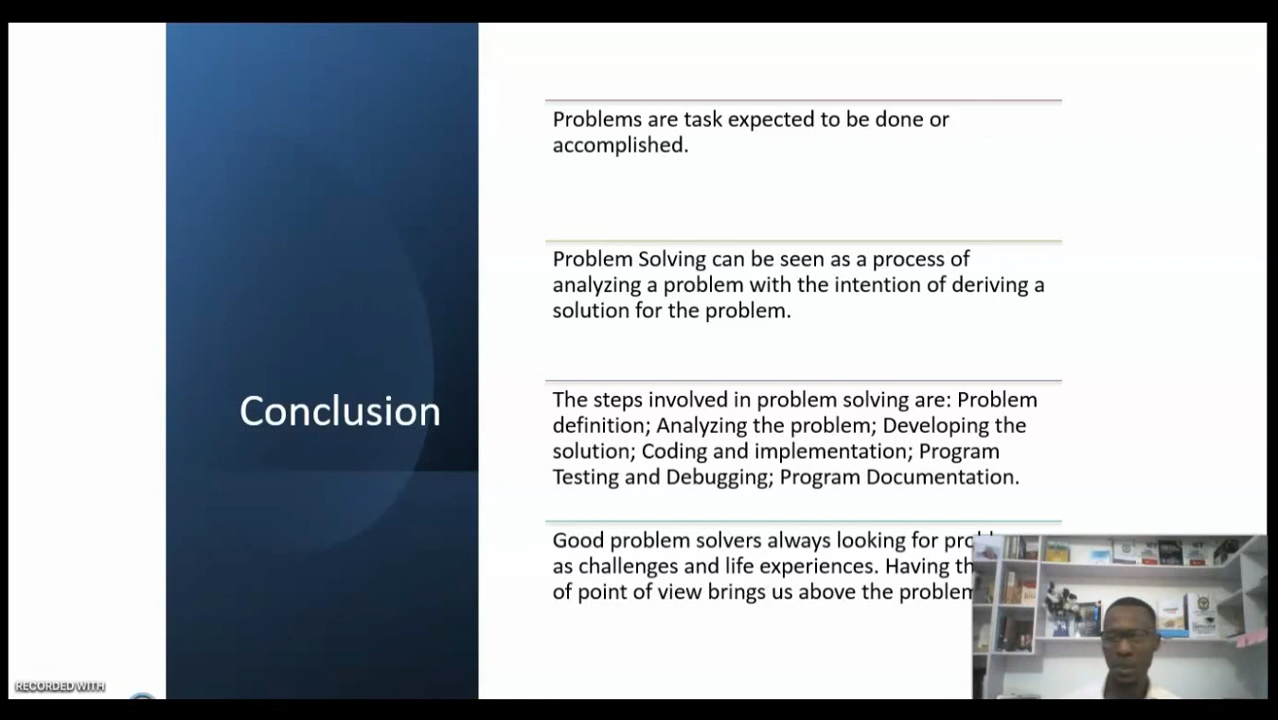 Conclusion
Problems are task expected to be done or
accomplished.
Problem Solving can be seen as a process of
analyzing a problem with the intention of deriving a
solution for the problem.
The steps involved in problem solving are: Problem
definition; Analyzing the problem; Developing the
solution; Coding and implementation; Program
Testing and Debugging; Program Documentation.
Good problem solvers always looking for
as challenges and life experiences. Having
of point of view brings us above the
RECORDED WITH